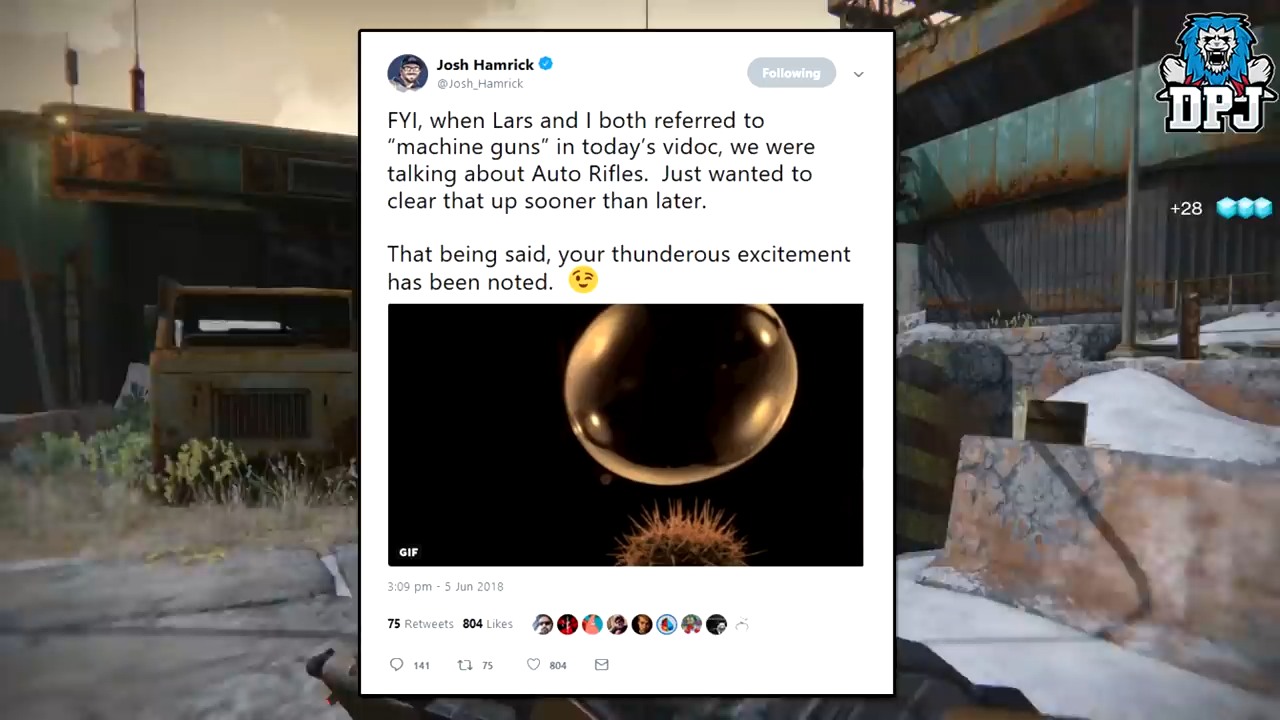 DPJ
+28
Josh Hamrick
@Josh_Hamrick
Following
FYI, when Lars and I both referred to
“machine guns” in today’s vidoc, we were
talking about Auto Rifles.  Just wanted to
clear that up sooner than later.
That being said, your thunderous excitement
has been noted. 😉
GIF
3:09 pm - 5 Jun 2018
75 Retweets 804 Likes
141 75 804